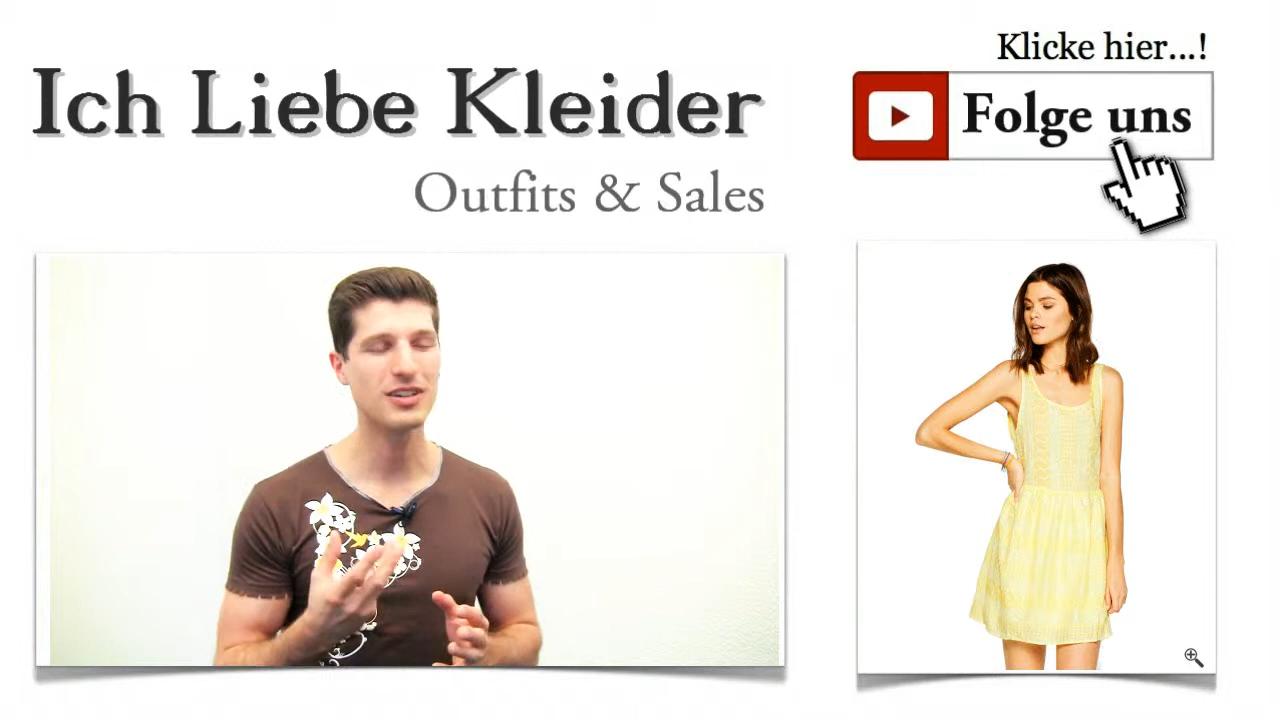 Ich Liebe Kleider
Outfits & Sales
Klicke hier...!
Folge uns